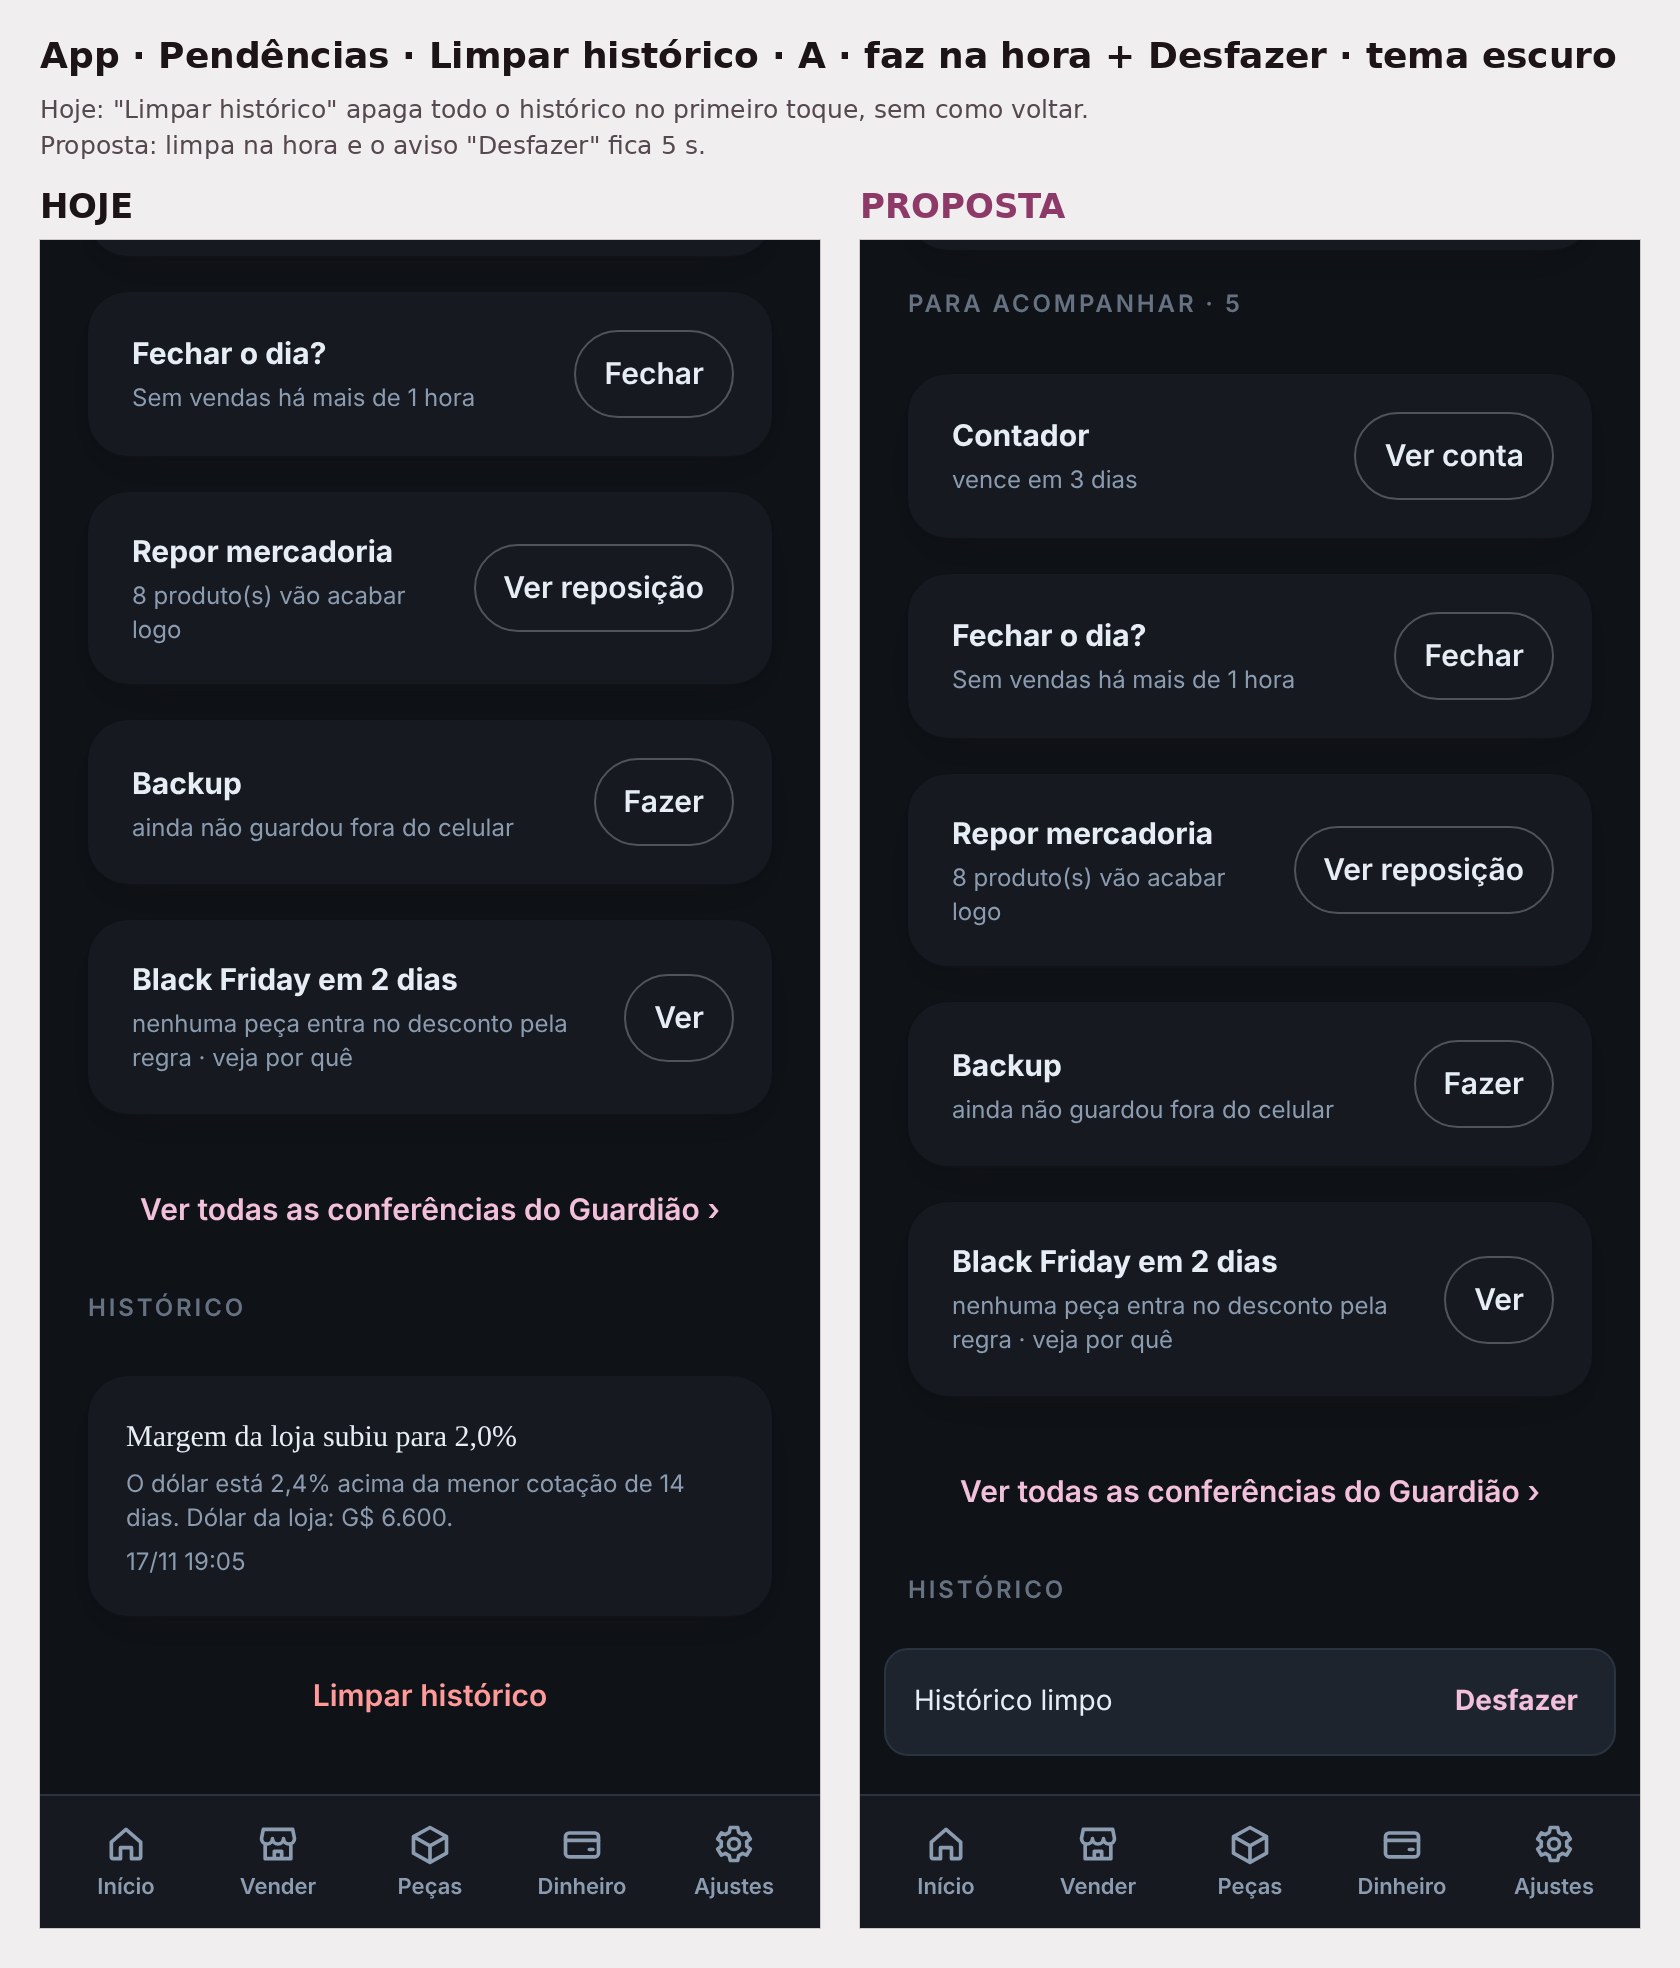 App · Pendências · Limpar histórico · A · faz na hora + Desfazer · tema escuro
Hoje: "Limpar histórico" apaga todo o histórico no primeiro toque, sem como voltar.
Proposta: limpa na hora e o aviso "Desfazer" fica 5 s.
HOJE
Fechar o dia?
Sem vendas há mais de 1 hora
Fechar
Repor mercadoria
8 produto(s) vão acabar
logo
Ver reposição
Backup
ainda não guardou fora do celular
Fazer
Black Friday em 2 dias
nenhuma peça entra no desconto pela
regra · veja por quê
Ver
Ver todas as conferências do Guardião ›
HISTÓRICO
Margem da loja subiu para 2,0%
O dólar está 2,4% acima da menor cotação de 14
dias. Dólar da loja: G$ 6.600.
17/11 19:05
Limpar histórico
Início
Vender
Peças
Dinheiro
Ajustes
PROPOSTA
PARA ACOMPANHAR · 5
Contador
vence em 3 dias
Ver conta
Fechar o dia?
Sem vendas há mais de 1 hora
Fechar
Repor mercadoria
8 produto(s) vão acabar
logo
Ver reposição
Backup
ainda não guardou fora do celular
Fazer
Black Friday em 2 dias
nenhuma peça entra no desconto pela
regra · veja por quê
Ver
Ver todas as conferências do Guardião ›
HISTÓRICO
Histórico limpo
Desfazer
Início
Vender
Peças
Dinheiro
Ajustes